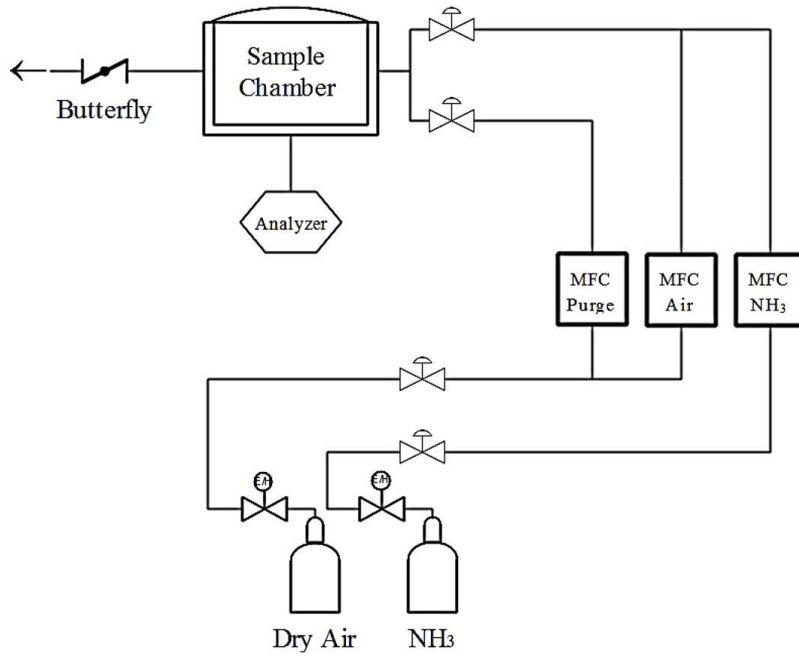 Sample
Chamber
Butterfly
Analyzer
MFC
Purge
MFC
Air
MFC
NH₃
E/H
E/H
Dry Air
NH₃